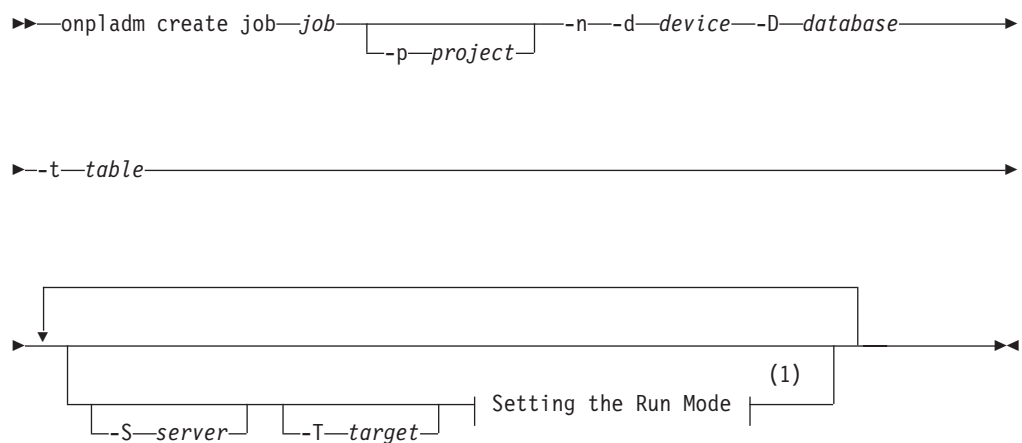 onpladm create job job -n -d device -D database
-p project
-t table
(1)
Setting the Run Mode
-S server -T target